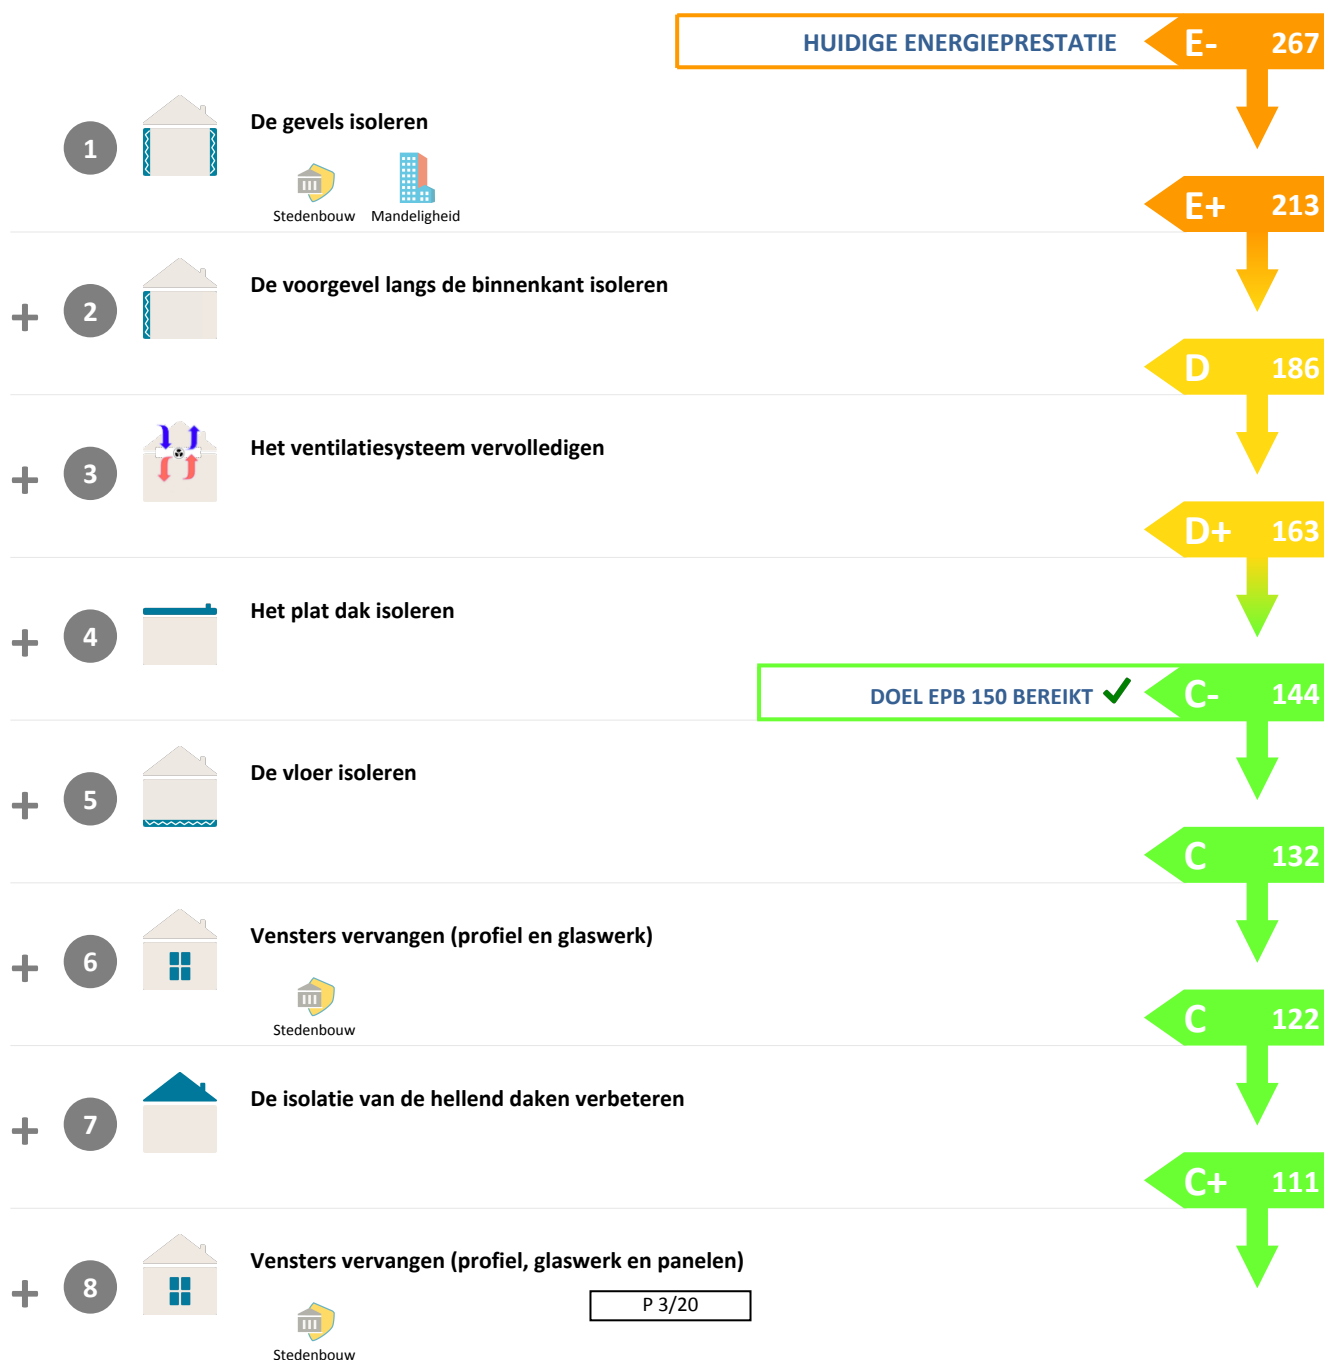 HUIDIGE ENERGIEPRESTATIE E- 267
1 De gevels isoleren
Stedenbouw Mandeligheid
E+ 213
+ 2 De voorgevel langs de binnenkant isoleren
D 186
+ 3 Het ventilatiesysteem vervolledigen
D+ 163
+ 4 Het plat dak isoleren
DOEL EPB 150 BEREIKT ✓ C- 144
+ 5 De vloer isoleren
C 132
+ 6 Vensters vervangen (profiel en glaswerk)
Stedenbouw
C 122
+ 7 De isolatie van de hellend daken verbeteren
C+ 111
+ 8 Vensters vervangen (profiel, glaswerk en panelen)
P 3/20
Stedenbouw